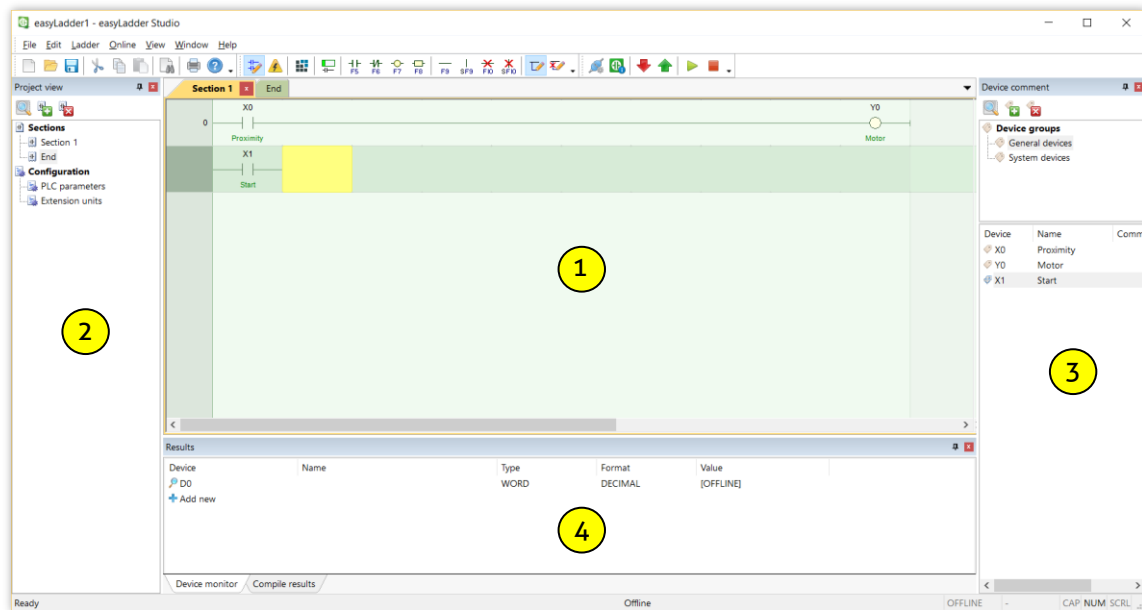 easyLadder1 - easyLadder Studio
File Edit Ladder Online View Window Help
F5 F6 F7 F8 F9 SF9 F10 SF10
Project view
Sections
Section 1
End
Configuration
PLC parameters
Extension units
2
Section 1 End
X0 Y0
0
Proximity Motor
X1
Start
1
Results
Device Name Type Format Value
D0 WORD DECIMAL [OFFLINE]
Add new
4
Device monitor Compile results
Device comment
Device groups
General devices
System devices
Device Name Comm
X0 Proximity
Y0 Motor
X1 Start
3
Ready Offline OFFLINE - CAP NUM SCRL